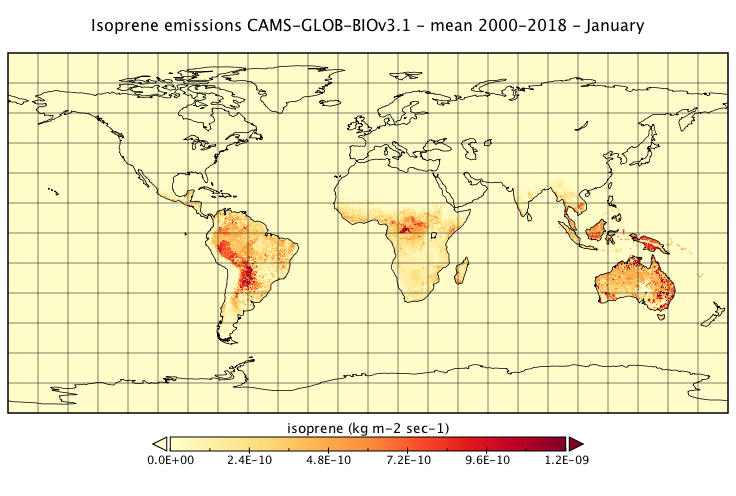 Isoprene emissions CAMS-GLOB-BIOv3.1 - mean 2000-2018 - January
isoprene (kg m-2 sec-1)
0.0E+00 2.4E-10 4.8E-10 7.2E-10 9.6E-10 1.2E-09